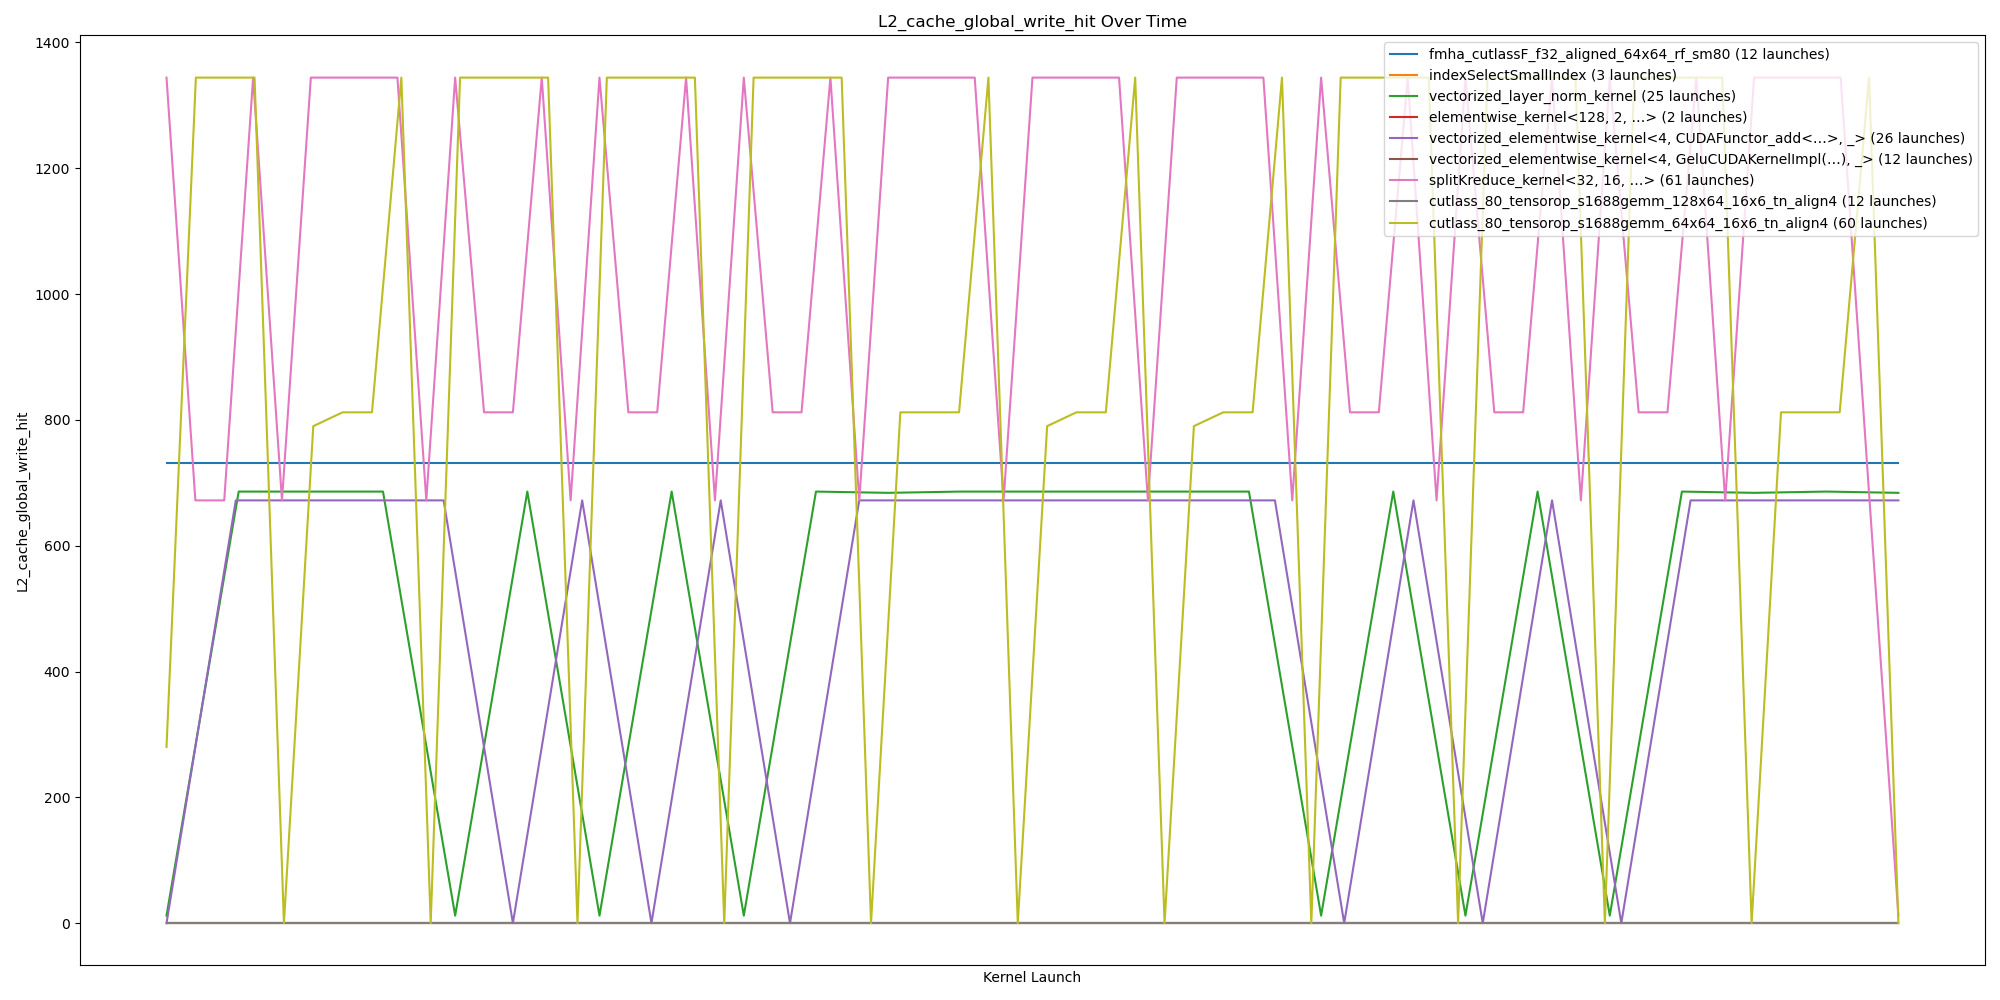 L2_cache_global_write_hit Over Time
1400
1200
1000
800
600
400
200
0
L2_cache_global_write_hit
Kernel Launch
fmha_cutlassF_f32_aligned_64x64_rf_sm80 (12 launches)
indexSelectSmallIndex (3 launches)
vectorized_layer_norm_kernel (25 launches)
elementwise_kernel<128, 2, ...> (2 launches)
vectorized_elementwise_kernel<4, CUDAFunctor_add<...>, _> (26 launches)
vectorized_elementwise_kernel<4, GeluCUDAKernelImpl(...), _> (12 launches)
splitKreduce_kernel<32, 16, ...> (61 launches)
cutlass_80_tensorop_s1688gemm_128x64_16x6_tn_align4 (12 launches)
cutlass_80_tensorop_s1688gemm_64x64_16x6_tn_align4 (60 launches)